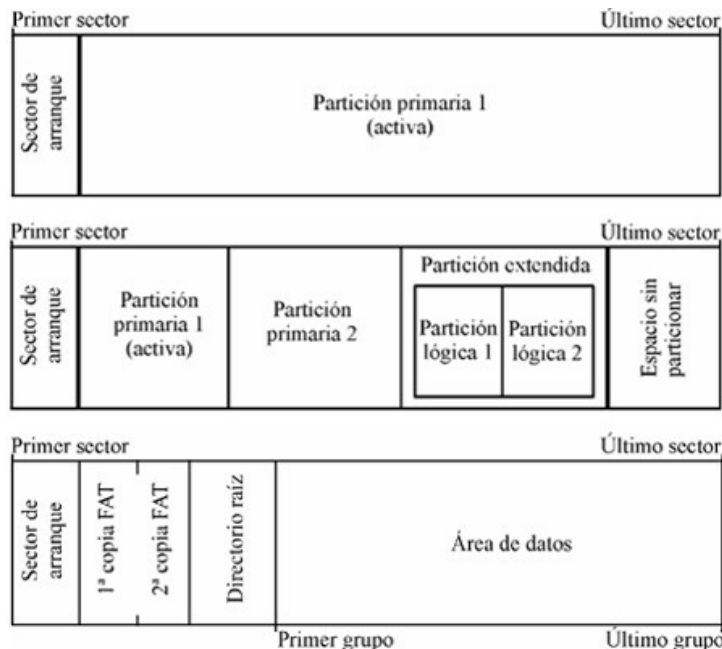 Primer sector
Último sector
Sector de
arranque
Partición primaria 1
(activa)
Primer sector
Último sector
Sector de
arranque
Partición
primaria 1
(activa)
Partición
primaria 2
Partición extendida
Partición
lógica 1
Partición
lógica 2
Espacio sin
particionar
Primer sector
Último sector
Sector de
arranque
1ª copia FAT
2ª copia FAT
Directorio raíz
Área de datos
Primer grupo
Último grupo